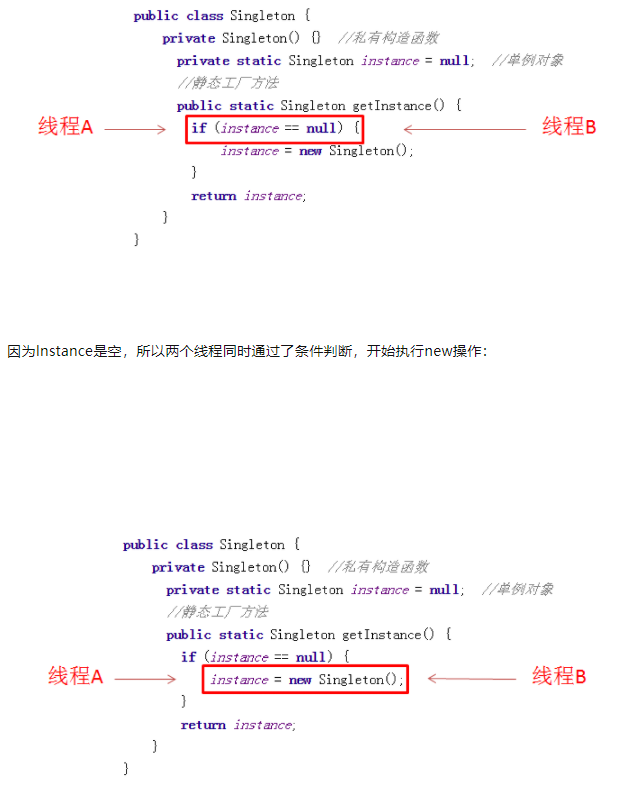 public class Singleton {
private Singleton() {} //私有构造函数
private static Singleton instance = null; //单例对象
//静态工厂方法
public static Singleton getInstance() {
线程A if (instance == null) { 线程B
instance = new Singleton();
}
return instance;
}
}
因为Instance是空，所以两个线程同时通过了条件判断，开始执行new操作：
public class Singleton {
private Singleton() {} //私有构造函数
private static Singleton instance = null; //单例对象
//静态工厂方法
public static Singleton getInstance() {
if (instance == null) {
线程A instance = new Singleton(); 线程B
}
return instance;
}
}